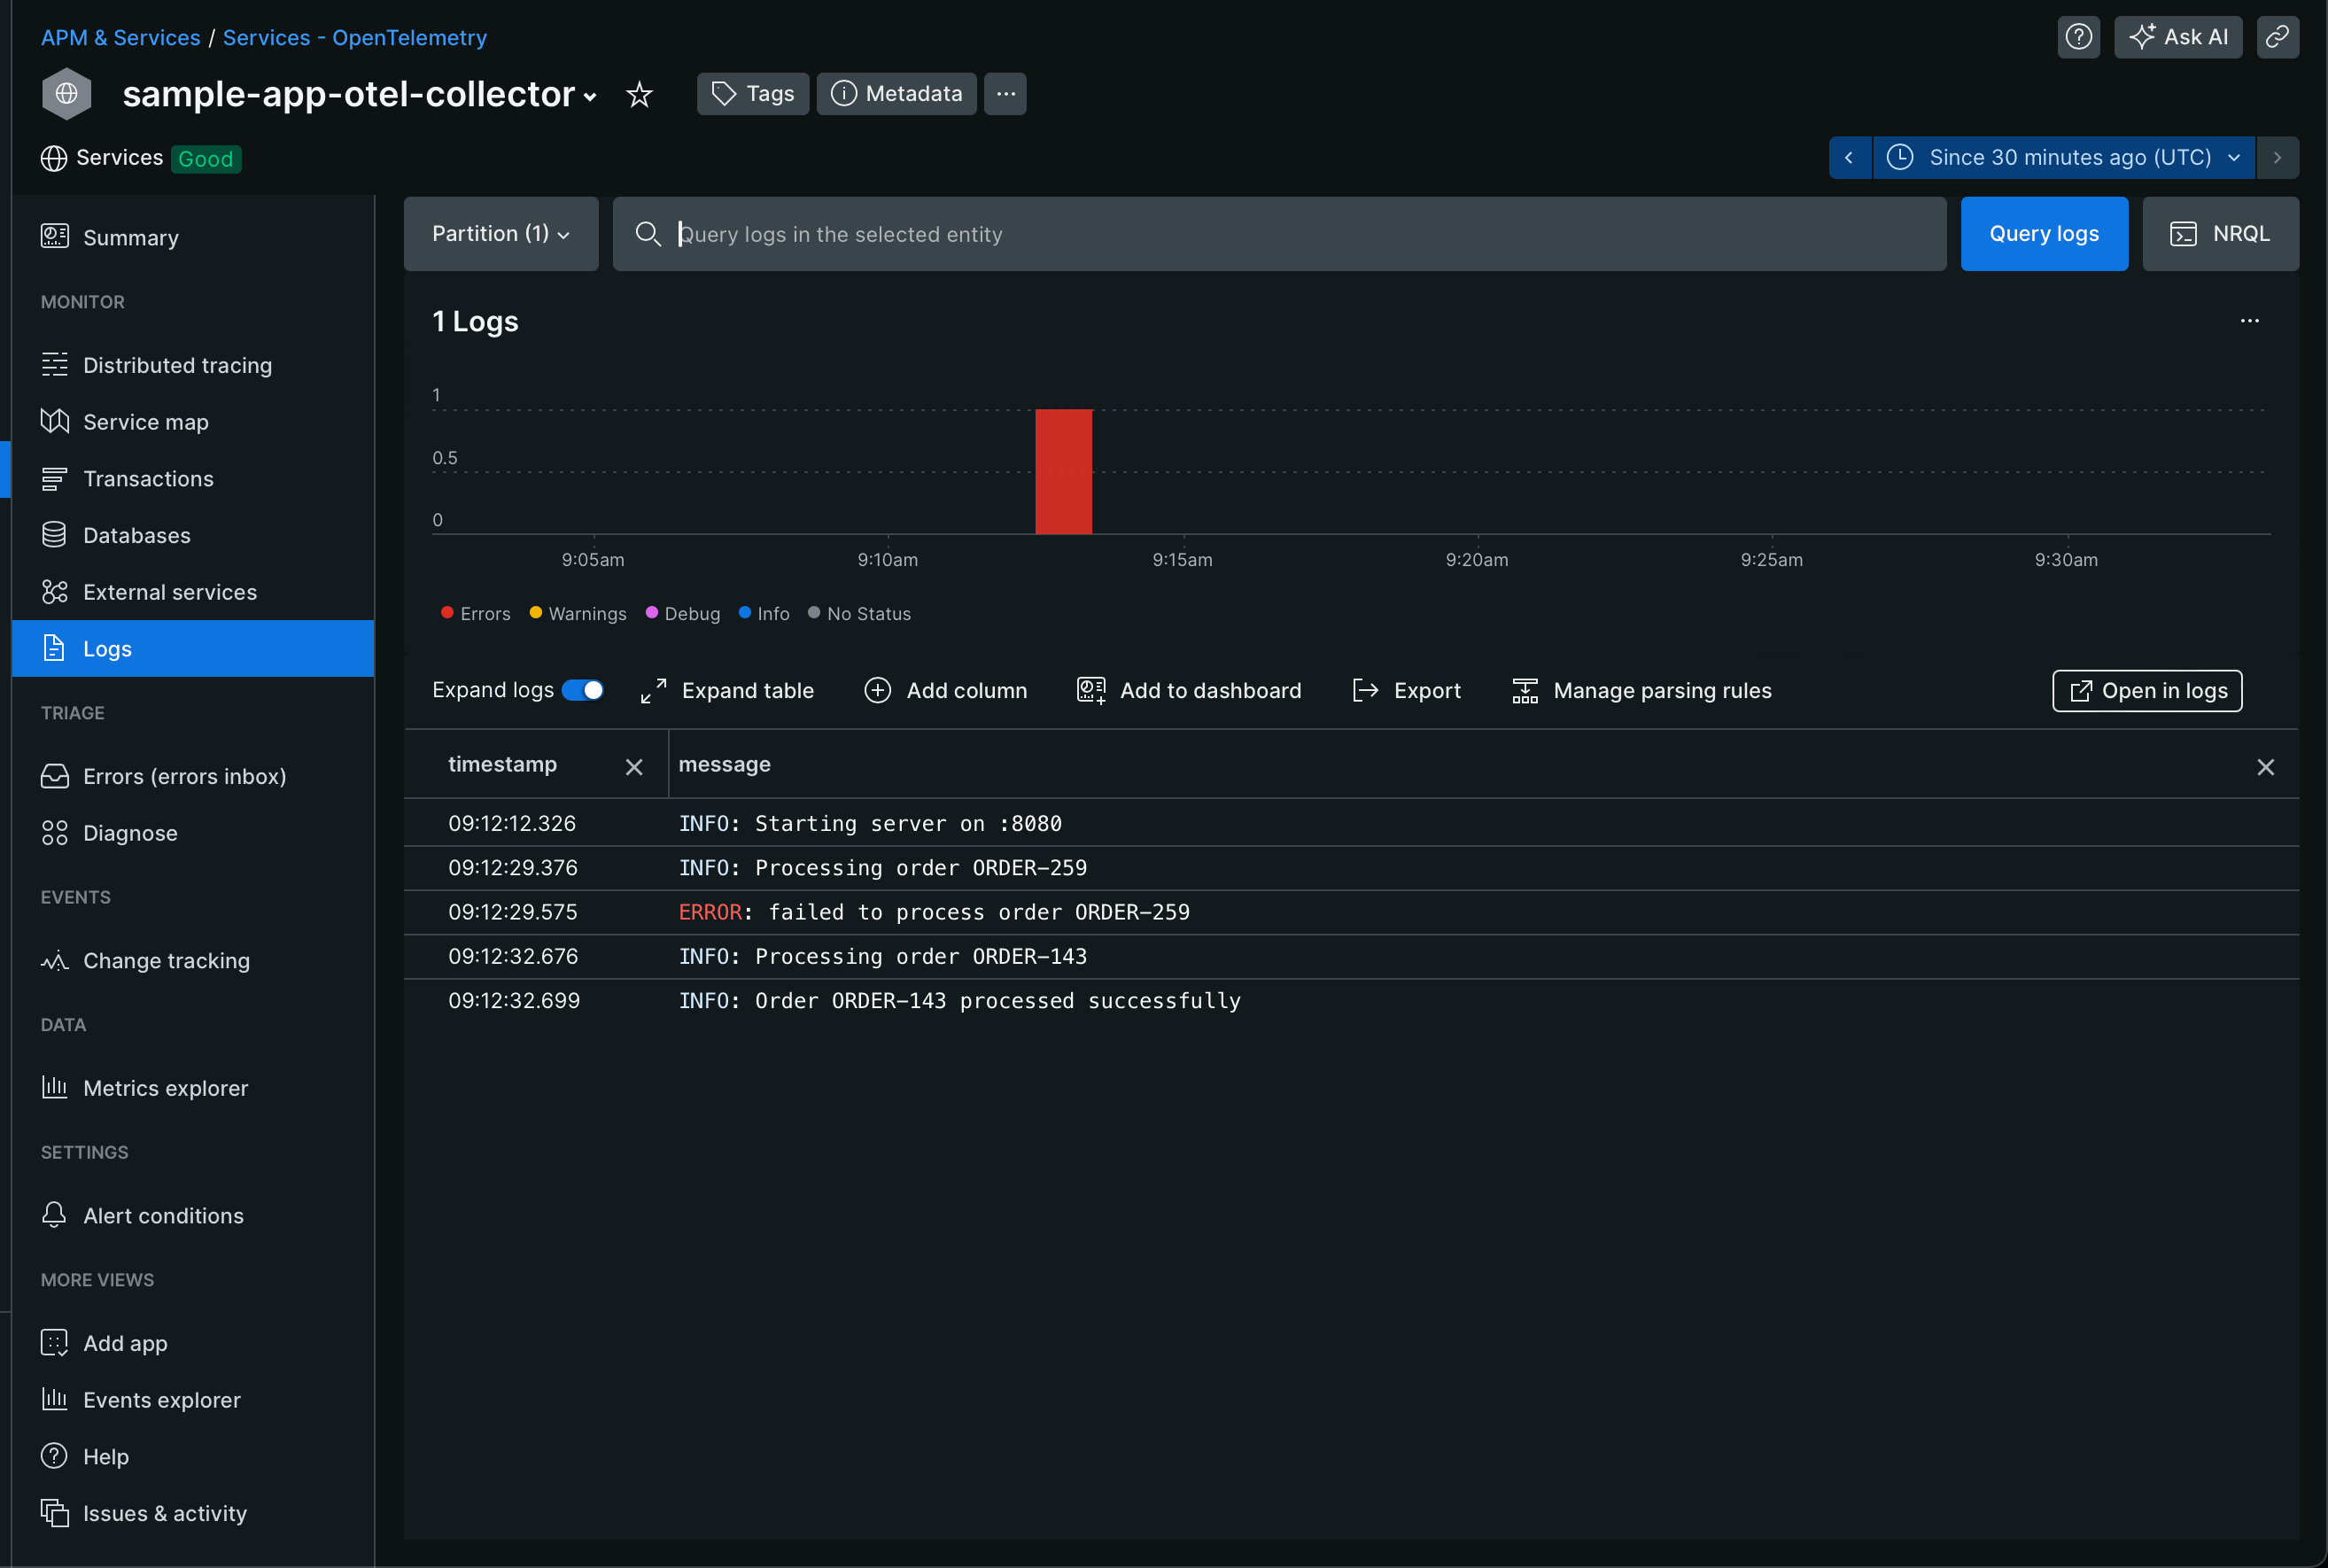 APM & Services / Services - OpenTelemetry
Ask AI
sample-app-otel-collector
Tags
Metadata
Services Good
Since 30 minutes ago (UTC)
Summary
MONITOR
Distributed tracing
Service map
Transactions
Databases
External services
Logs
TRIAGE
Errors (errors inbox)
Diagnose
EVENTS
Change tracking
DATA
Metrics explorer
SETTINGS
Alert conditions
MORE VIEWS
Add app
Events explorer
Help
Issues & activity
Partition (1)
Query logs in the selected entity
Query logs
NRQL
1 Logs
1
0.5
0
9:05am 9:10am 9:15am 9:20am 9:25am 9:30am
Errors Warnings Debug Info No Status
Expand logs Expand table Add column Add to dashboard Export Manage parsing rules Open in logs
timestamp message
09:12:12.326 INFO: Starting server on :8080
09:12:29.376 INFO: Processing order ORDER-259
09:12:29.575 ERROR: failed to process order ORDER-259
09:12:32.676 INFO: Processing order ORDER-143
09:12:32.699 INFO: Order ORDER-143 processed successfully